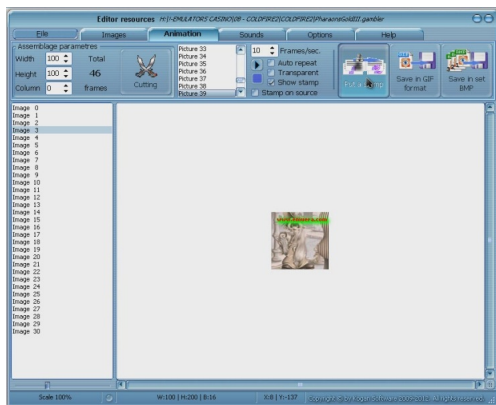 Editor resources H:\-EMULATORS CASINO\08 - COLDFIRE2\COLDFIRE2\PharaonsGoldIII.gambler
File Images Animation Sounds Options Help
Assemblage parametres
Width 100 Total
Height 100 46
Column 0 frames
Cutting
Picture 33
Picture 34
Picture 35
Picture 36
Picture 37
Picture 38
Picture 39
10 Frames/sec.
Auto repeat
Transparent
Show stamp
Stamp on source
Save in GIF format
Save in set BMP
Image 0
Image 1
Image 2
Image 3
Image 4
Image 5
Image 6
Image 7
Image 8
Image 9
Image 10
Image 11
Image 12
Image 13
Image 14
Image 15
Image 16
Image 17
Image 18
Image 19
Image 20
Image 21
Image 22
Image 23
Image 24
Image 25
Image 26
Image 27
Image 28
Image 29
Image 30
Scale 100% W:100 | H:200 | B:16 X:8 | Y:-137